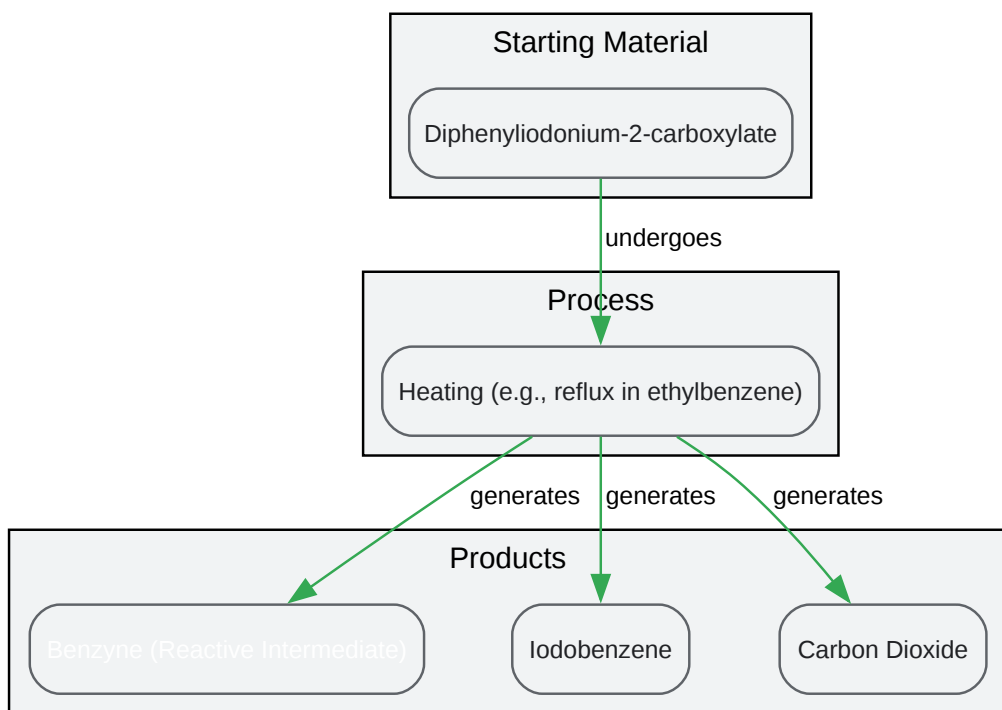 Starting Material
Diphenyliodonium-2-carboxylate
undergoes
Process
Heating (e.g., reflux in ethylbenzene)
generates
generates
generates
Products
Benzyne (Reactive Intermediate)
Iodobenzene
Carbon Dioxide